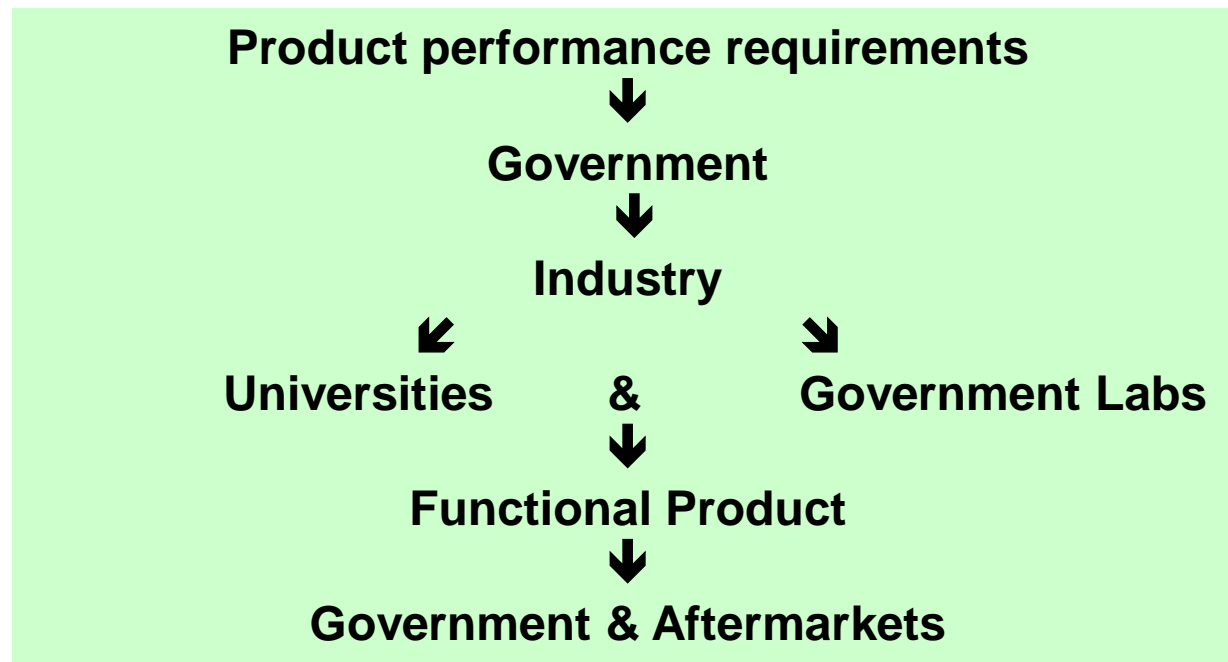 Product performance requirements
Government
Industry
Universities & Government Labs
Functional Product
Government & Aftermarkets